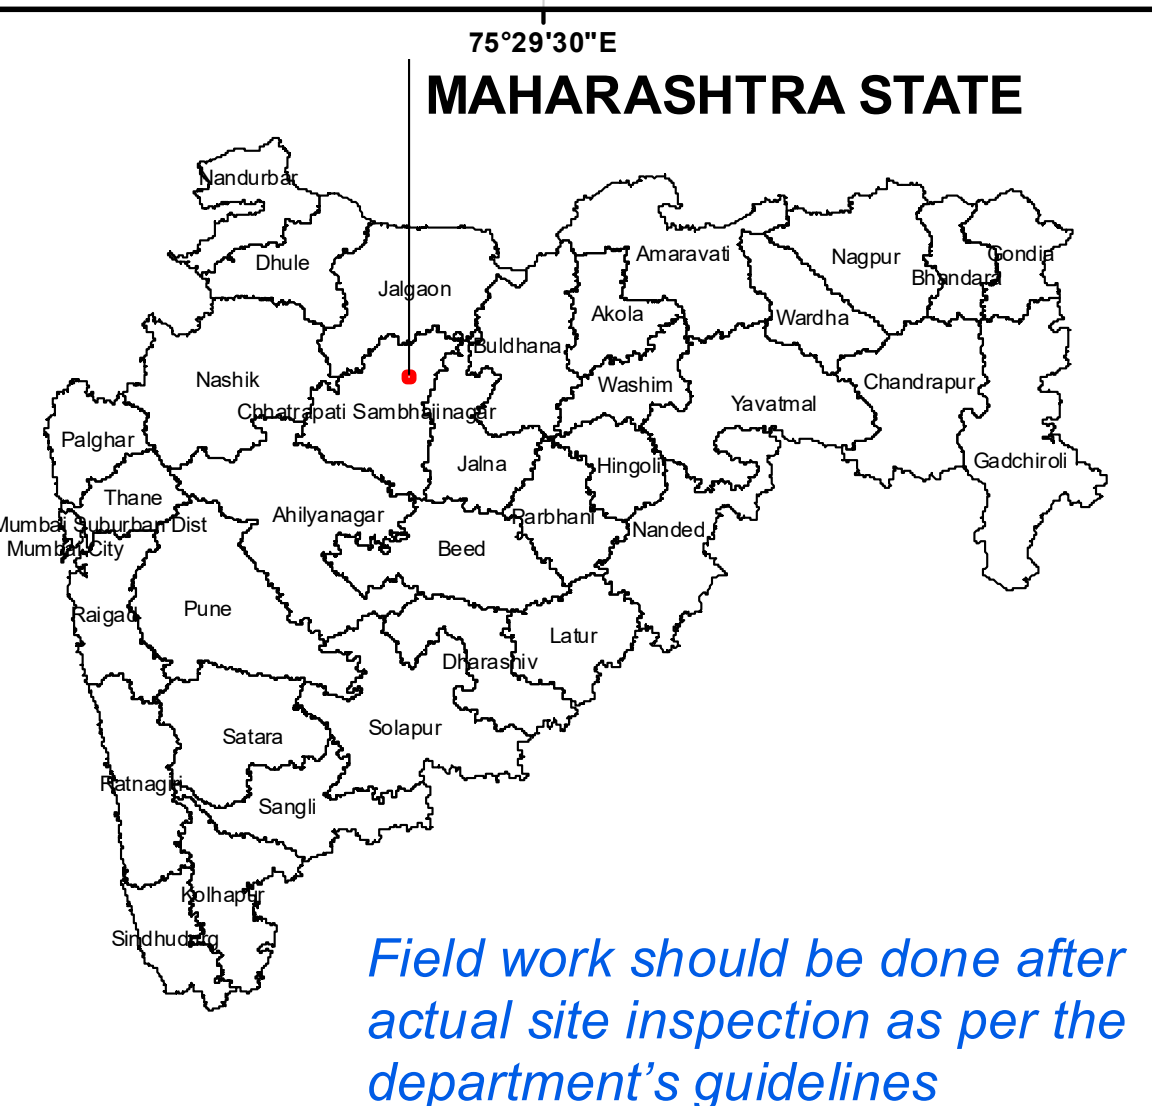 75°29'30"E
MAHARASHTRA STATE
Nandurbar
Dhule
Jalgaon
Amaravati
Nagpur
Gondia
Bhandara
Akola
Wardha
Buldhana
Nashik
Washim
Chandrapur
Chhatrapati Sambhajinagar
Yavatmal
Palghar
Jalna
Hingoli
Gadchiroli
Thane
Ahilyanagar
Parbhani
Mumbai Suburban Dist
Nanded
Mumbai City
Beed
Raigad
Pune
Latur
Dharashiv
Satara
Solapur
Ratnagiri
Sangli
Kolhapur
Sindhudurg
Field work should be done after
actual site inspection as per the
department’s guidelines